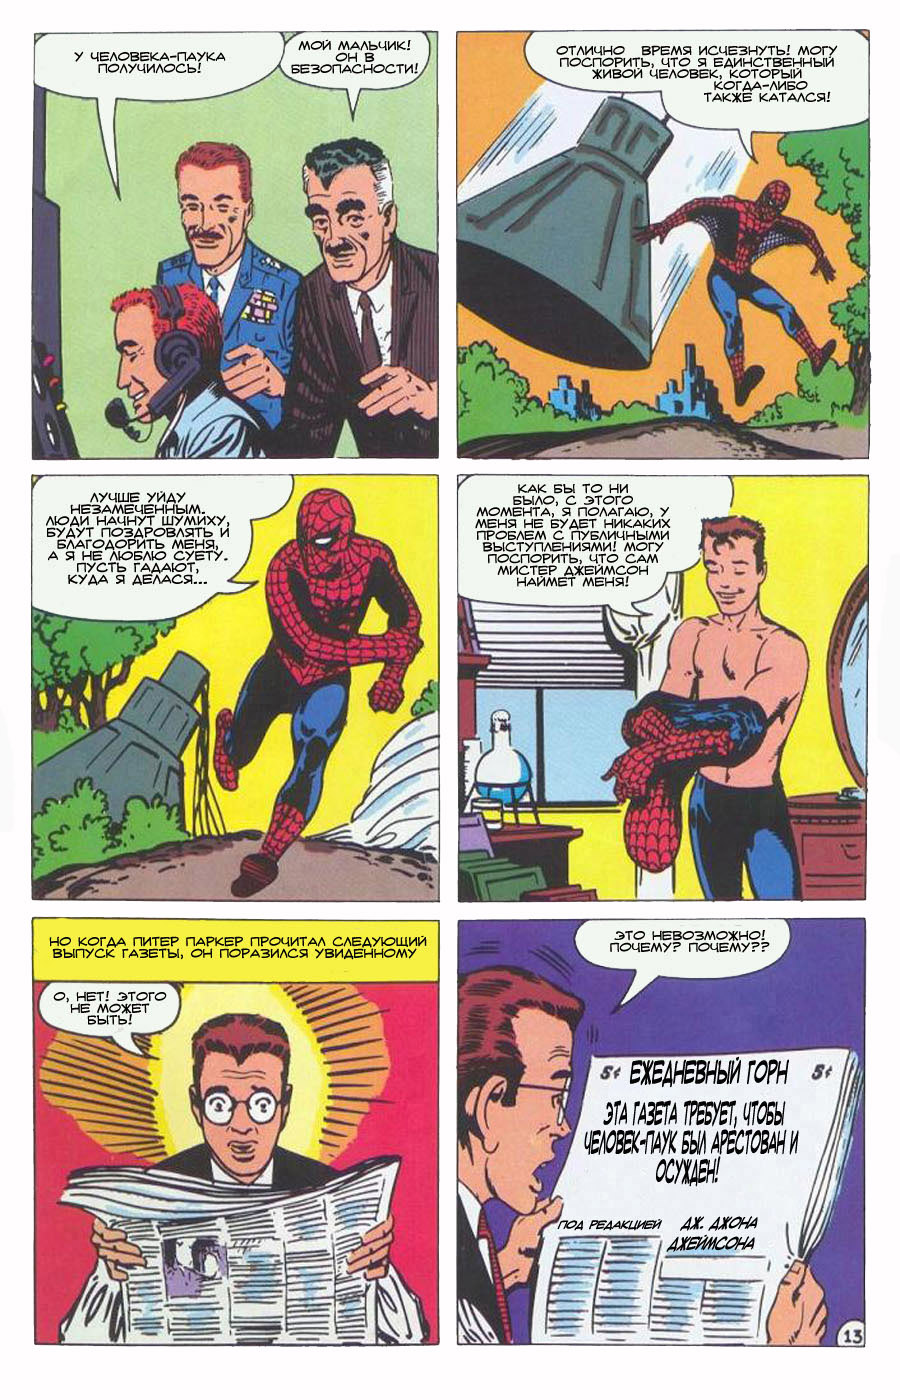 У ЧЕЛОВЕКА-ПАУКА
ПОЛУЧИЛОСЬ!
МОЙ МАЛЬЧИК!
ОН В
БЕЗОПАСНОСТИ!
ОТЛИЧНО ВРЕМЯ ИСЧЕЗНУТЬ! МОГУ
ПОСПОРИТЬ, ЧТО Я ЕДИНСТВЕННЫЙ
ЖИВОЙ ЧЕЛОВЕК, КОТОРЫЙ
КОГДА-ЛИБО
ТАКЖЕ КАТАЛСЯ!
ЛУЧШЕ УЙДУ
НЕЗАМЕЧЕННЫМ.
ЛЮДИ НАЧНУТ ШУМИХУ,
БУДУТ ПОЗДРОВЛЯТЬ И
БЛАГОДОРИТЬ МЕНЯ,
А Я НЕ ЛЮБЛЮ СУЕТУ.
ПУСТЬ ГАДАЮТ,
КУДА Я ДЕЛАСЯ...
КАК БЫ ТО НИ
БЫЛО, С ЭТОГО
МОМЕНТА, Я ПОЛАГАЮ, У
МЕНЯ НЕ БУДЕТ НИКАКИХ
ПРОБЛЕМ С ПУБЛИЧНЫМИ
ВЫСТУПЛЕНИЯМИ! МОГУ
ПОСПОРИТЬ, ЧТО САМ
МИСТЕР ДЖЕЙМСОН
НАЙМЕТ МЕНЯ!
НО КОГДА ПИТЕР ПАРКЕР ПРОЧИТАЛ СЛЕДУЮЩИЙ
ВЫПУСК ГАЗЕТЫ, ОН ПОРАЗИЛСЯ УВИДЕННОМУ
О, НЕТ! ЭТОГО
НЕ МОЖЕТ
БЫТЬ!
ЭТО НЕВОЗМОЖНО!
ПОЧЕМУ? ПОЧЕМУ??
5¢ ЕЖЕДНЕВНЫЙ ГОРН 5¢
ЭТА ГАЗЕТА ТРЕБУЕТ, ЧТОБЫ
ЧЕЛОВЕК-ПАУК БЫЛ АРЕСТОВАН И
ОСУЖДЕН!
ПОД РЕДАКЦИЕЙ ДЖ. ДЖОНА
ДЖЕЙМСОНА
13